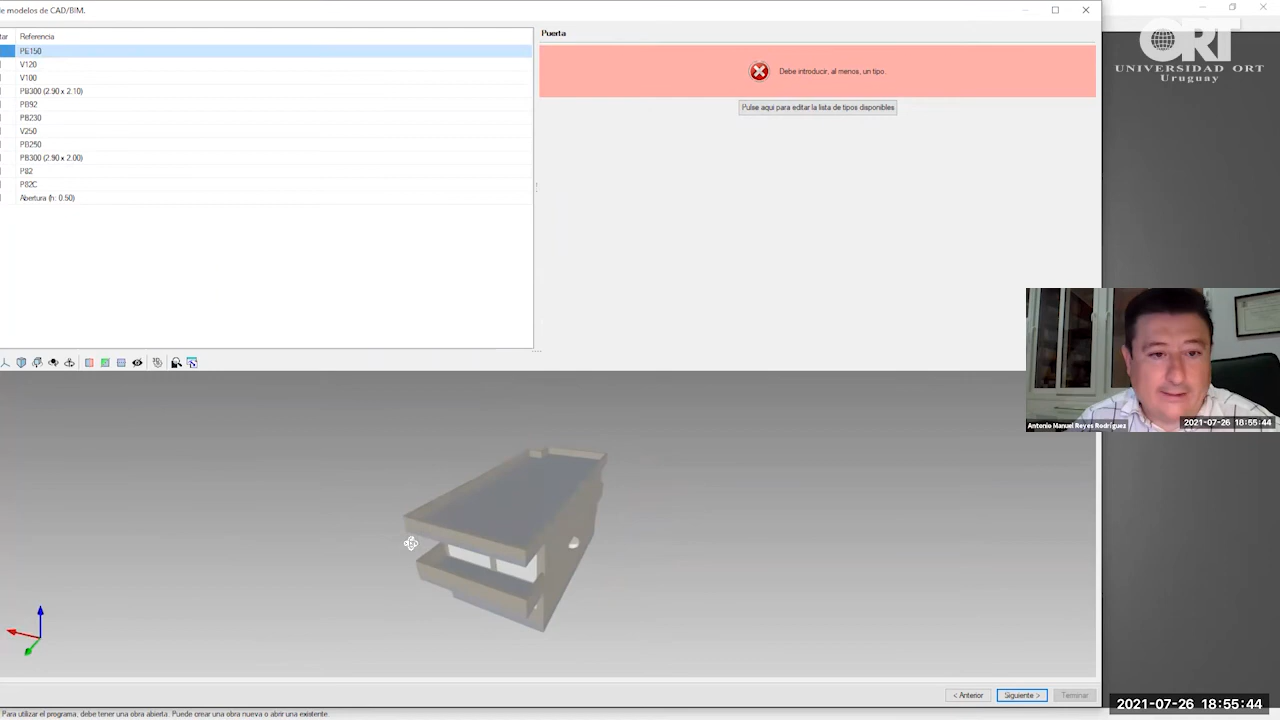 de modelos de CAD/BIM.
tar Referencia
PE150
V120
V100
PB300 (2.90 x 2.10)
PB92
PB230
V250
PB250
PB300 (2.90 x 2.00)
P82
P82C
Abertura (h: 0.50)
Puerta
Debe introducir, al menos, un tipo.
Pulse aquí para editar la lista de tipos disponibles
ORT
UNIVERSIDAD ORT
Uruguay
Antonio Manuel Reyes Rodríguez
2021-07-26 18:55:44
< Anterior
Siguiente >
Terminar
Para utilizar el programa, debe tener una obra abierta. Puede crear una obra nueva o abrir una existente.
2021-07-26 18:55:44